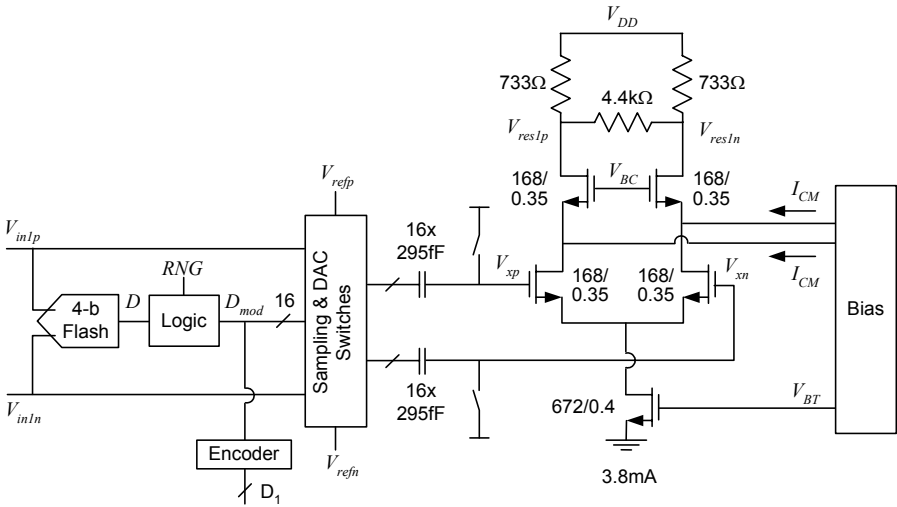 V_DD
733Ω
733Ω
4.4kΩ
V_res1p
V_res1n
V_refp
168/
0.35
V_BC
168/
0.35
I_CM
16x
295fF
V_in1p
RNG
V_xp
V_xn
I_CM
168/
0.35
168/
0.35
4-b
Flash
D
Logic
D_mod
16
Sampling & DAC
Switches
Bias
16x
295fF
V_in1n
672/0.4
V_BT
Encoder
V_refn
D1
3.8mA